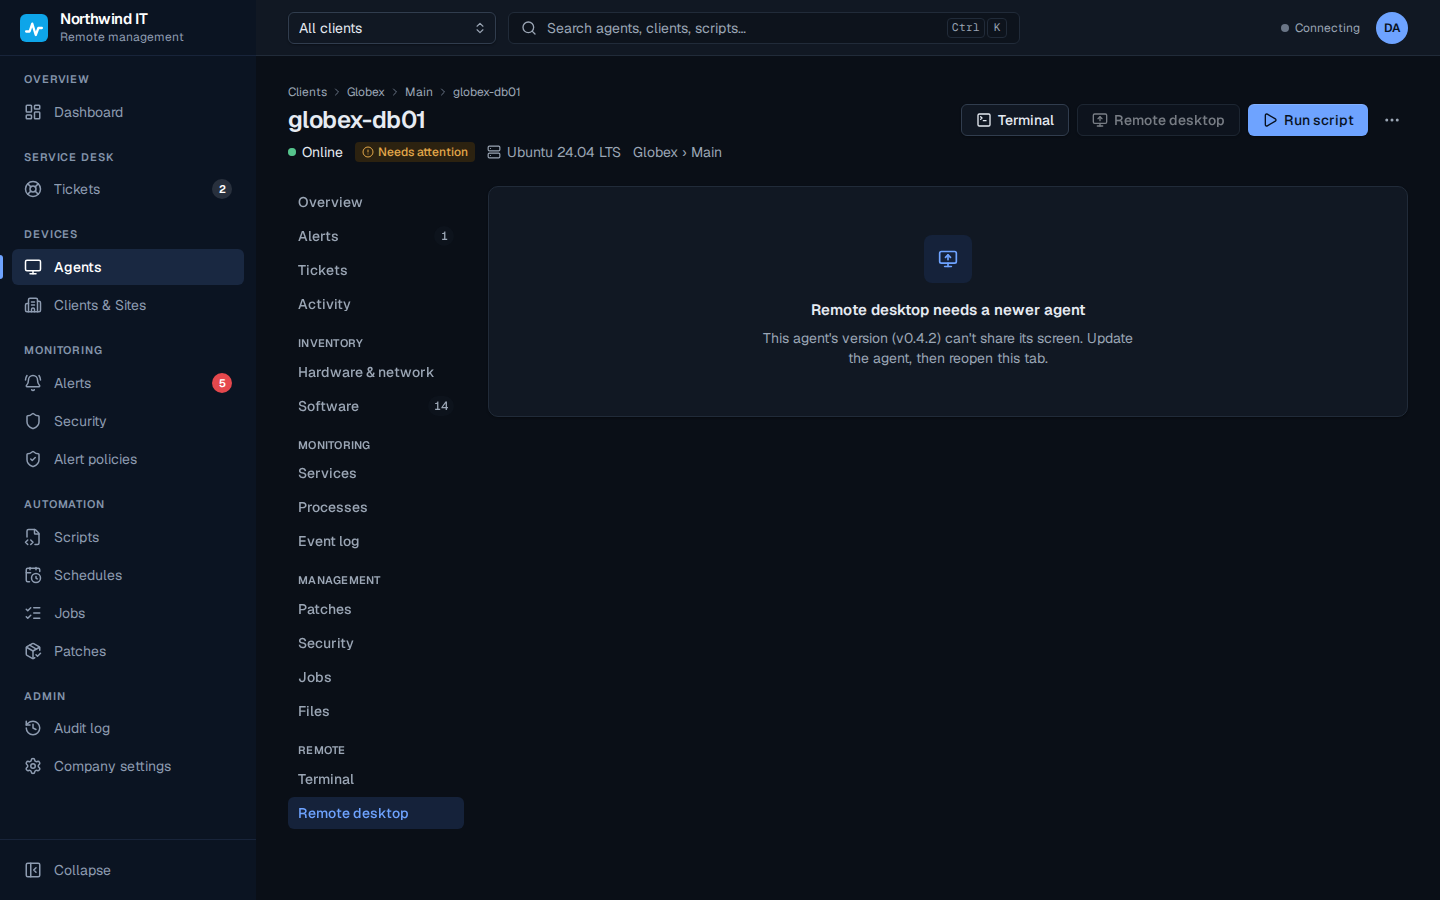 Northwind IT
Remote management
All clients
Search agents, clients, scripts...
Ctrl K
Connecting
DA
OVERVIEW
Dashboard
SERVICE DESK
Tickets 2
DEVICES
Agents
Clients & Sites
MONITORING
Alerts 5
Security
Alert policies
AUTOMATION
Scripts
Schedules
Jobs
Patches
ADMIN
Audit log
Company settings
Collapse
Clients > Globex > Main > globex-db01
globex-db01
Online Needs attention Ubuntu 24.04 LTS Globex › Main
Terminal
Remote desktop
Run script
Overview
Alerts 1
Tickets
Activity
INVENTORY
Hardware & network
Software 14
MONITORING
Services
Processes
Event log
MANAGEMENT
Patches
Security
Jobs
Files
REMOTE
Terminal
Remote desktop
Remote desktop needs a newer agent
This agent's version (v0.4.2) can't share its screen. Update
the agent, then reopen this tab.